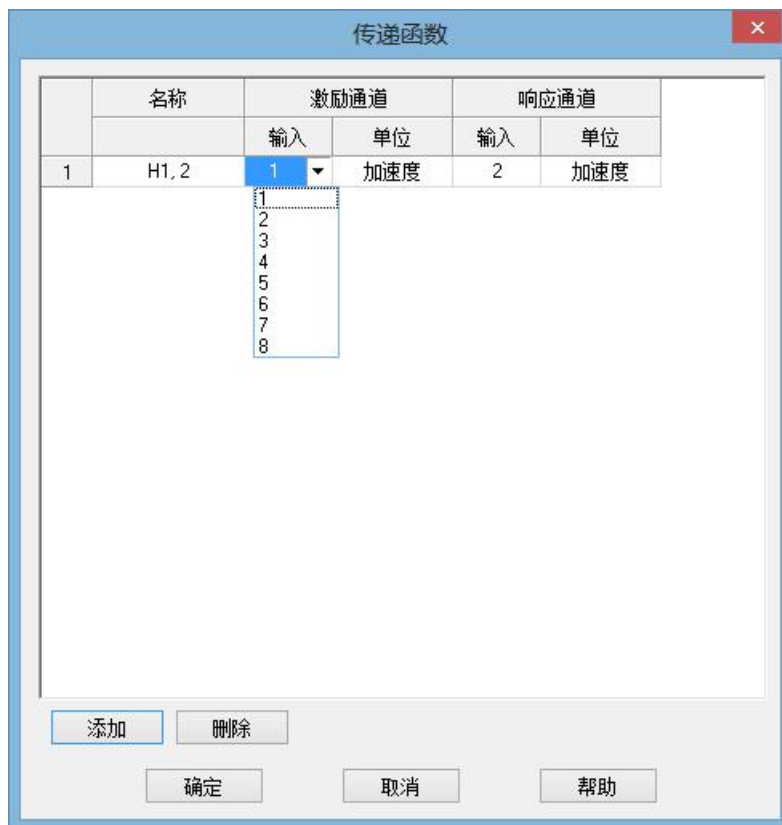 传递函数
名称 激励通道 响应通道
输入 单位 输入 单位
1 H1, 2 1 加速度 2 加速度
1
2
3
4
5
6
7
8
添加 删除
确定 取消 帮助